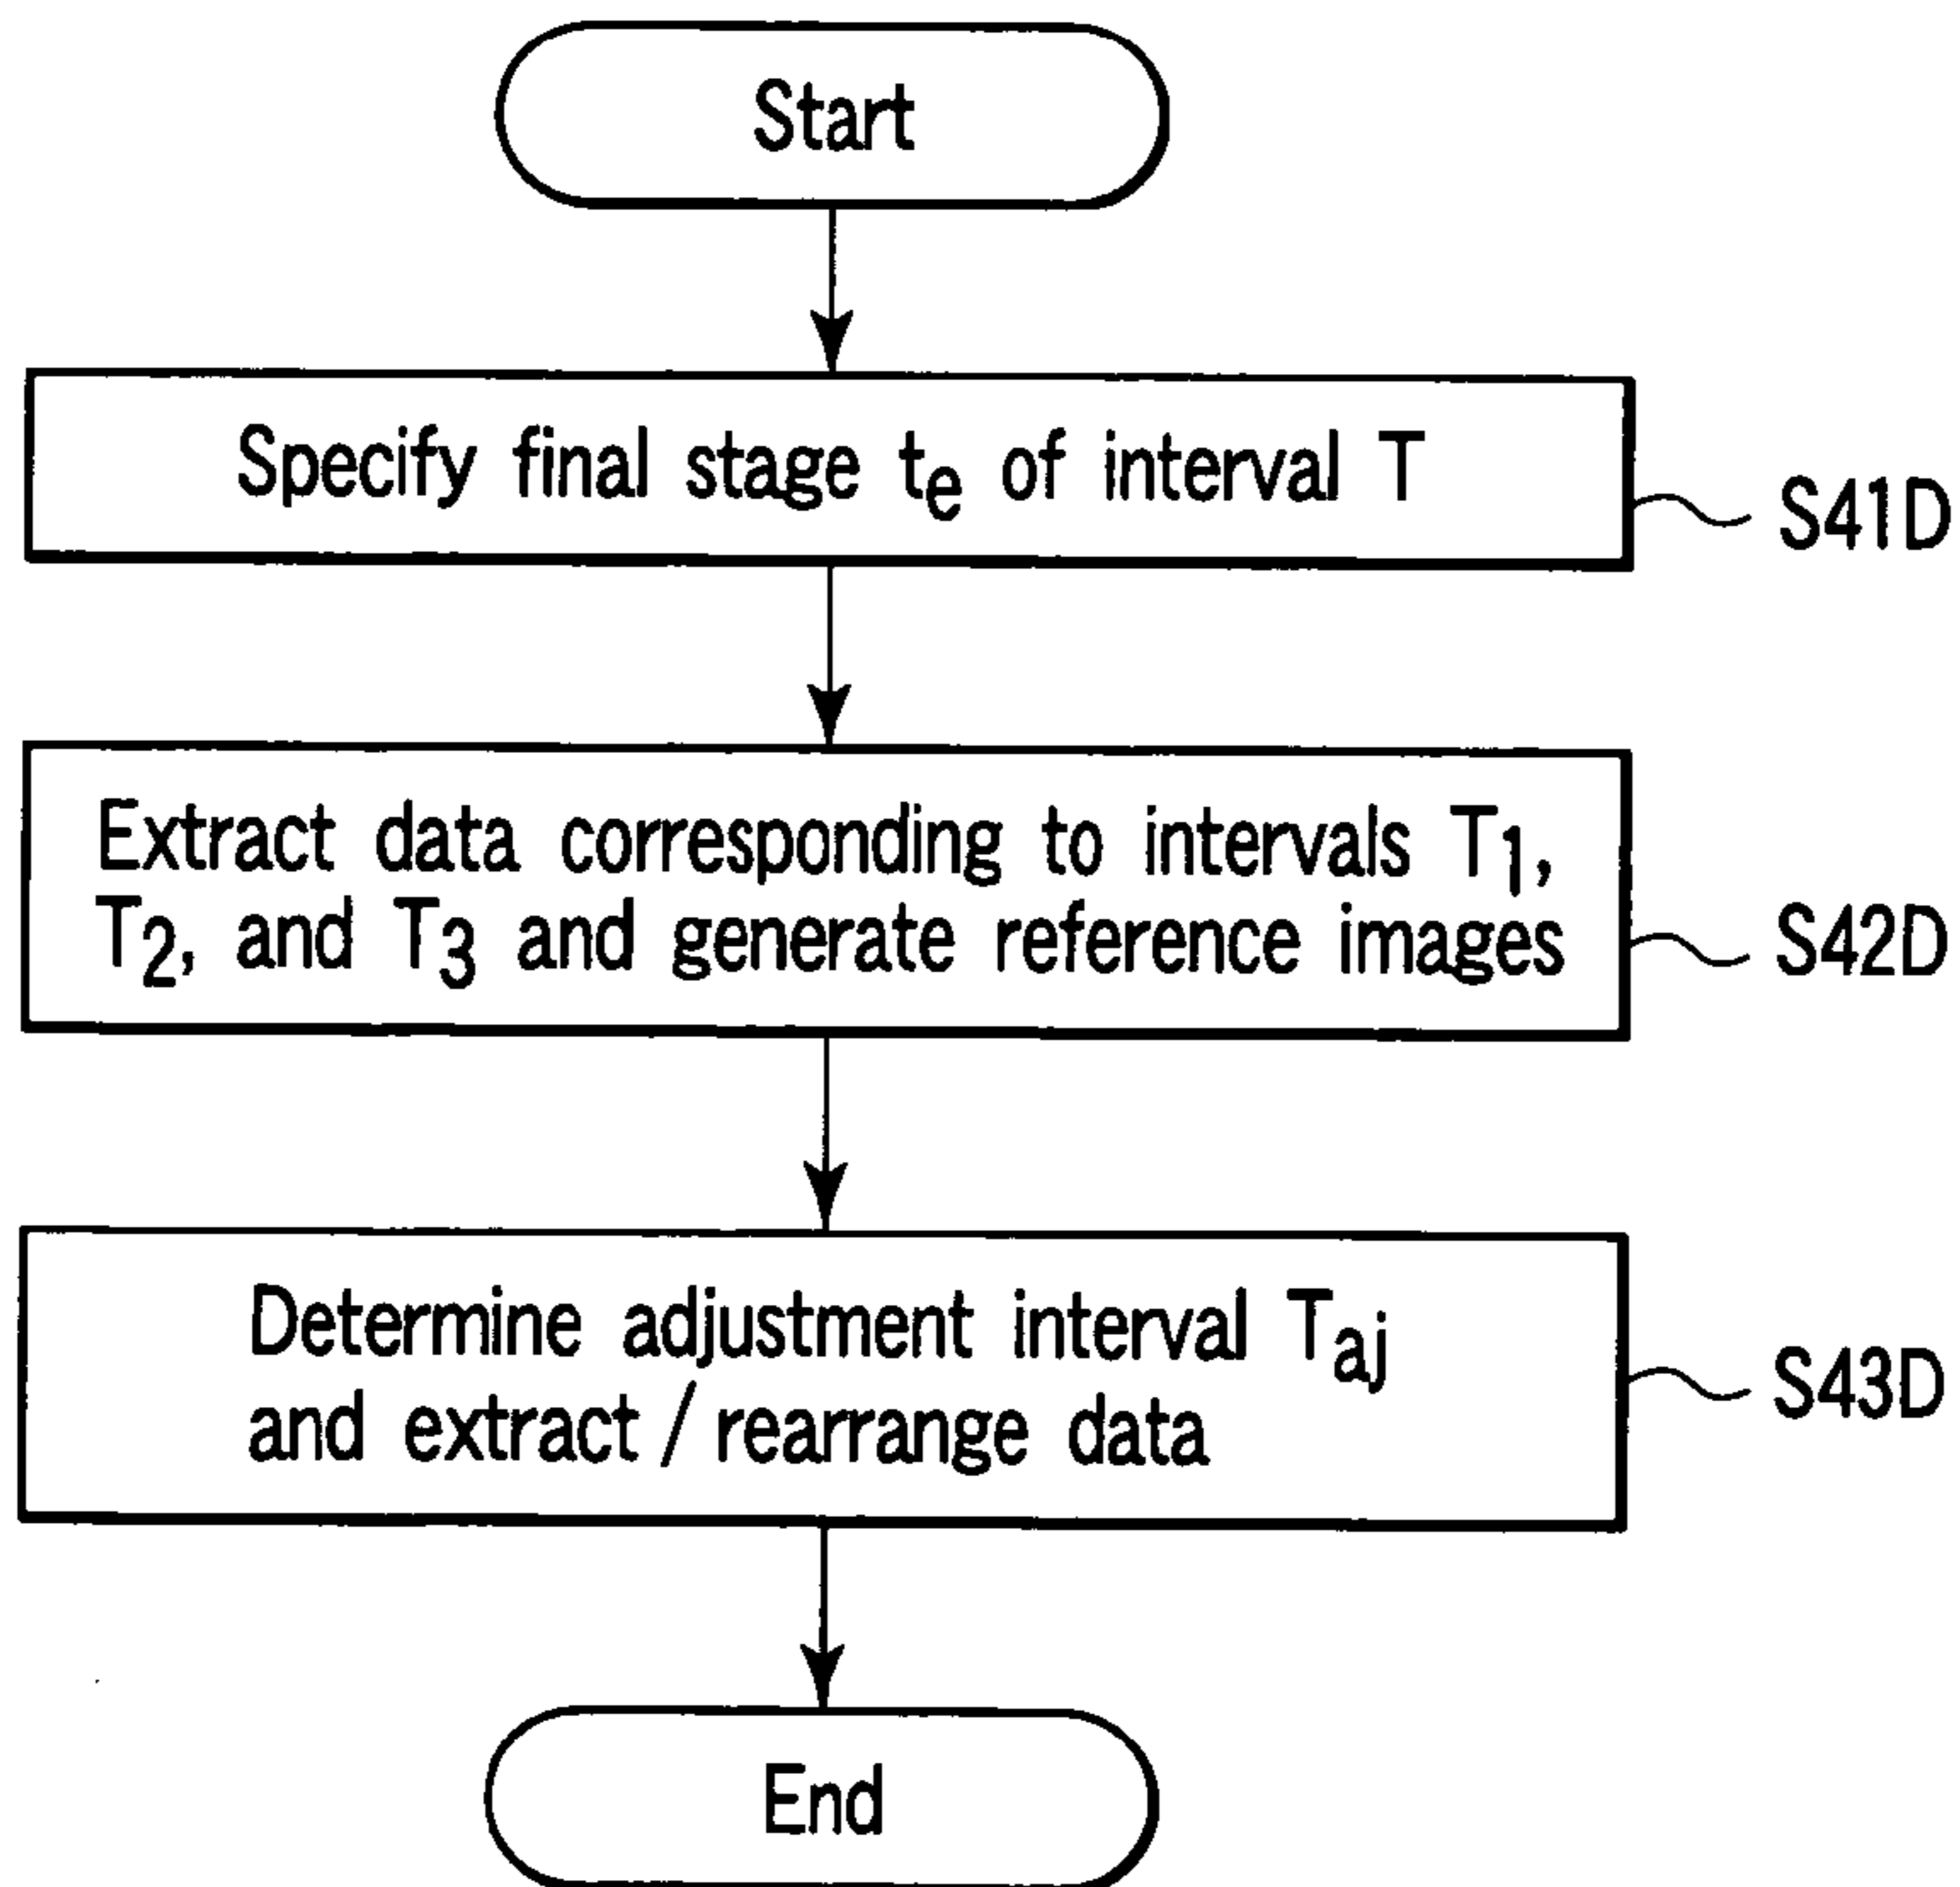 Start
Specify final stage te of interval T
S41D
Extract data corresponding to intervals T1,
T2, and T3 and generate reference images
S42D
Determine adjustment interval Taj
and extract / rearrange data
S43D
End